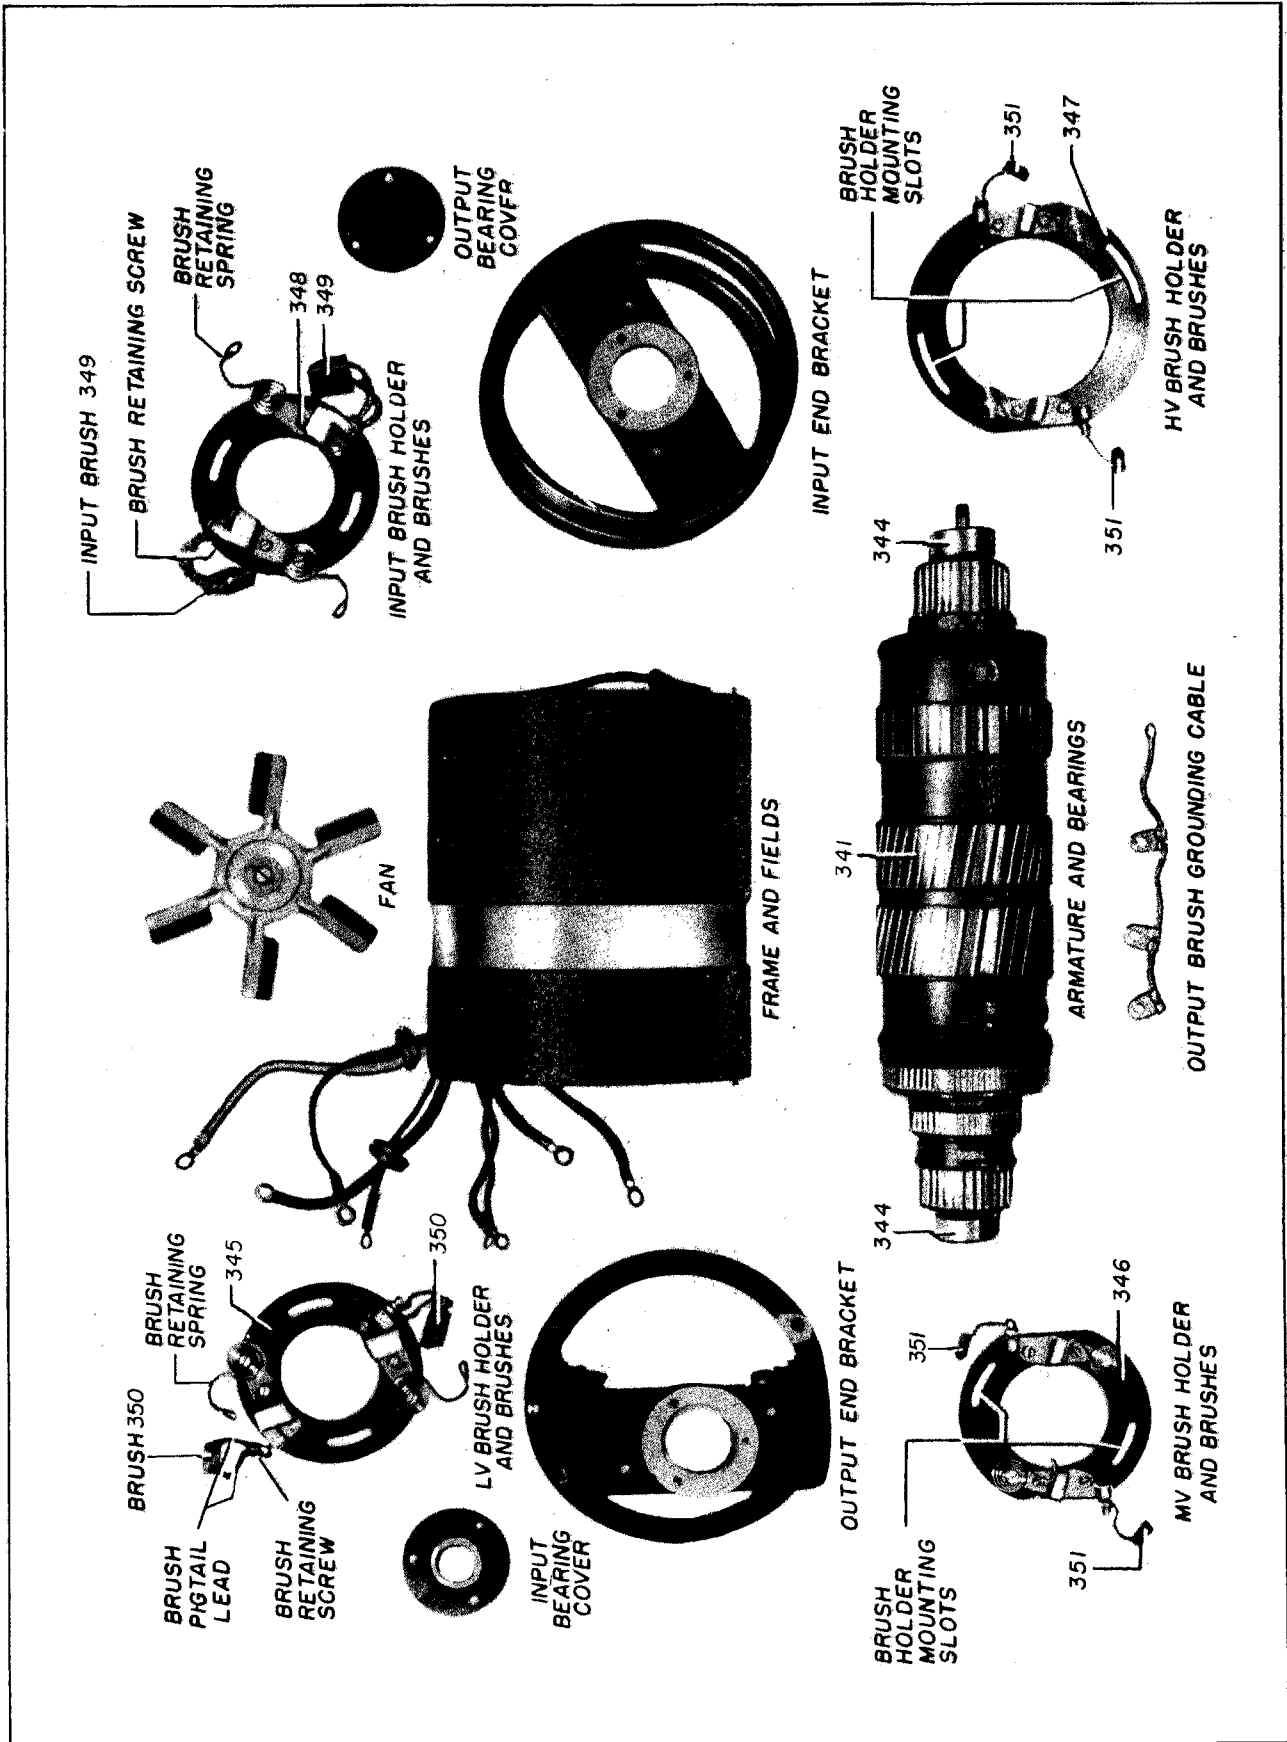 BRUSH 350
BRUSH
RETAINING
SPRING
345
BRUSH
PIGTAIL
LEAD
BRUSH
RETAINING
SCREW
350
LV BRUSH HOLDER
AND BRUSHES
INPUT
BEARING
COVER
OUTPUT END BRACKET
FAN
FRAME AND FIELDS
INPUT BRUSH 349
BRUSH RETAINING SCREW
BRUSH
RETAINING
SPRING
348
349
INPUT BRUSH HOLDER
AND BRUSHES
OUTPUT
BEARING
COVER
INPUT END BRACKET
BRUSH
HOLDER
MOUNTING
SLOTS
351
351
346
MV BRUSH HOLDER
AND BRUSHES
344
341
344
ARMATURE AND BEARINGS
OUTPUT BRUSH GROUNDING CABLE
BRUSH
HOLDER
MOUNTING
SLOTS
351
351
347
HV BRUSH HOLDER
AND BRUSHES